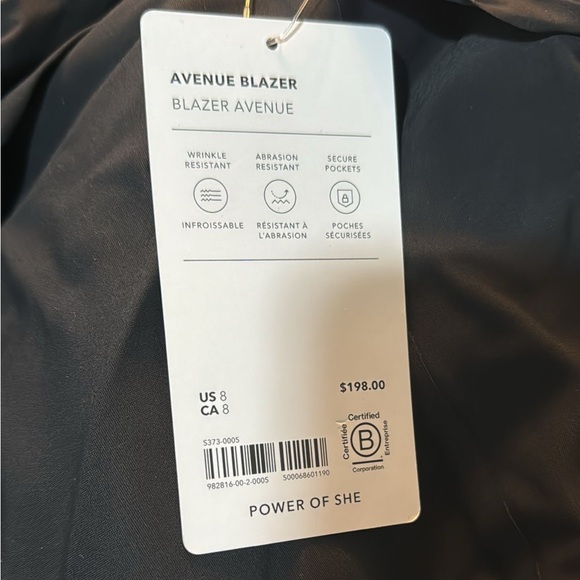 AVENUE BLAZER
BLAZER AVENUE
WRINKLE RESISTANT
ABRASION RESISTANT
SECURE POCKETS
INFROISSABLE
RÉSISTANT À L'ABRASION
POCHES SÉCURISÉES
US 8
CA 8
$198.00
S373-0005
982816-00-2-0005
500068601190
Certified
Certifiée
B
Entreprise
Corporation
POWER OF SHE